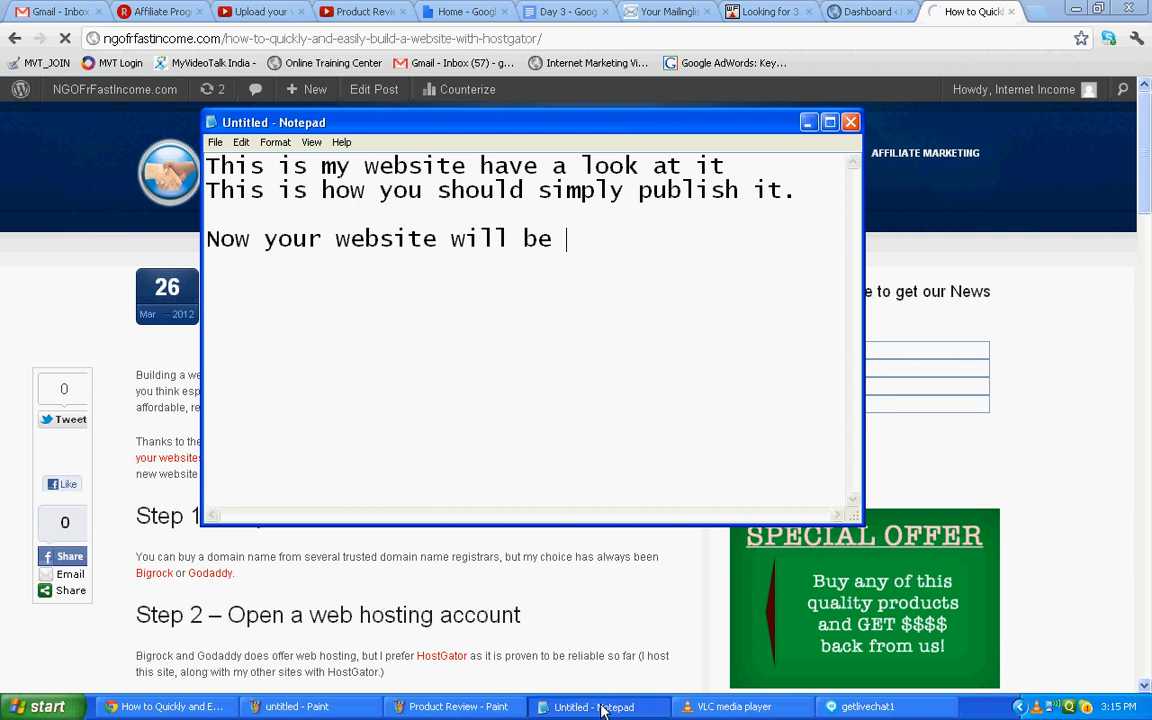 Gmail - Inbox
Affiliate Prog
Upload your v
Product Revie
Home - Googl
Day 3 - Goog
Your Mailinglis
Looking for 3
Dashboard ‹
How to Quickl
ngofrfastincome.com/how-to-quickly-and-easily-build-a-website-with-hostgator/
MVT_JOIN
MVT Login
MyVideoTalk India -
Online Training Center
Gmail - Inbox (57) - g...
Internet Marketing Vi...
Google AdWords: Key...
NGOFrFastIncome.com
2
+ New
Edit Post
Counterize
Howdy, Internet Income
Untitled - Notepad
File Edit Format View Help
This is my website have a look at it
This is how you should simply publish it.
Now your website will be
AFFILIATE MARKETING
26
Mar 2012
e to get our News
0
Tweet
Like
0
Share
Email
Share
Building a we
you think esp
affordable, re
Thanks to the
your websites
new website
Step 1
You can buy a domain name from several trusted domain name registrars, but my choice has always been
Bigrock or Godaddy.
Step 2 – Open a web hosting account
Bigrock and Godaddy does offer web hosting, but I prefer HostGator as it is proven to be reliable so far (I host
this site, along with my other sites with HostGator.)
SPECIAL OFFER
Buy any of this
quality products
and GET $$$$
back from us!
start
How to Quickly and E...
untitled - Paint
Product Review - Paint
Untitled - Notepad
VLC media player
getlivechat1
3:15 PM